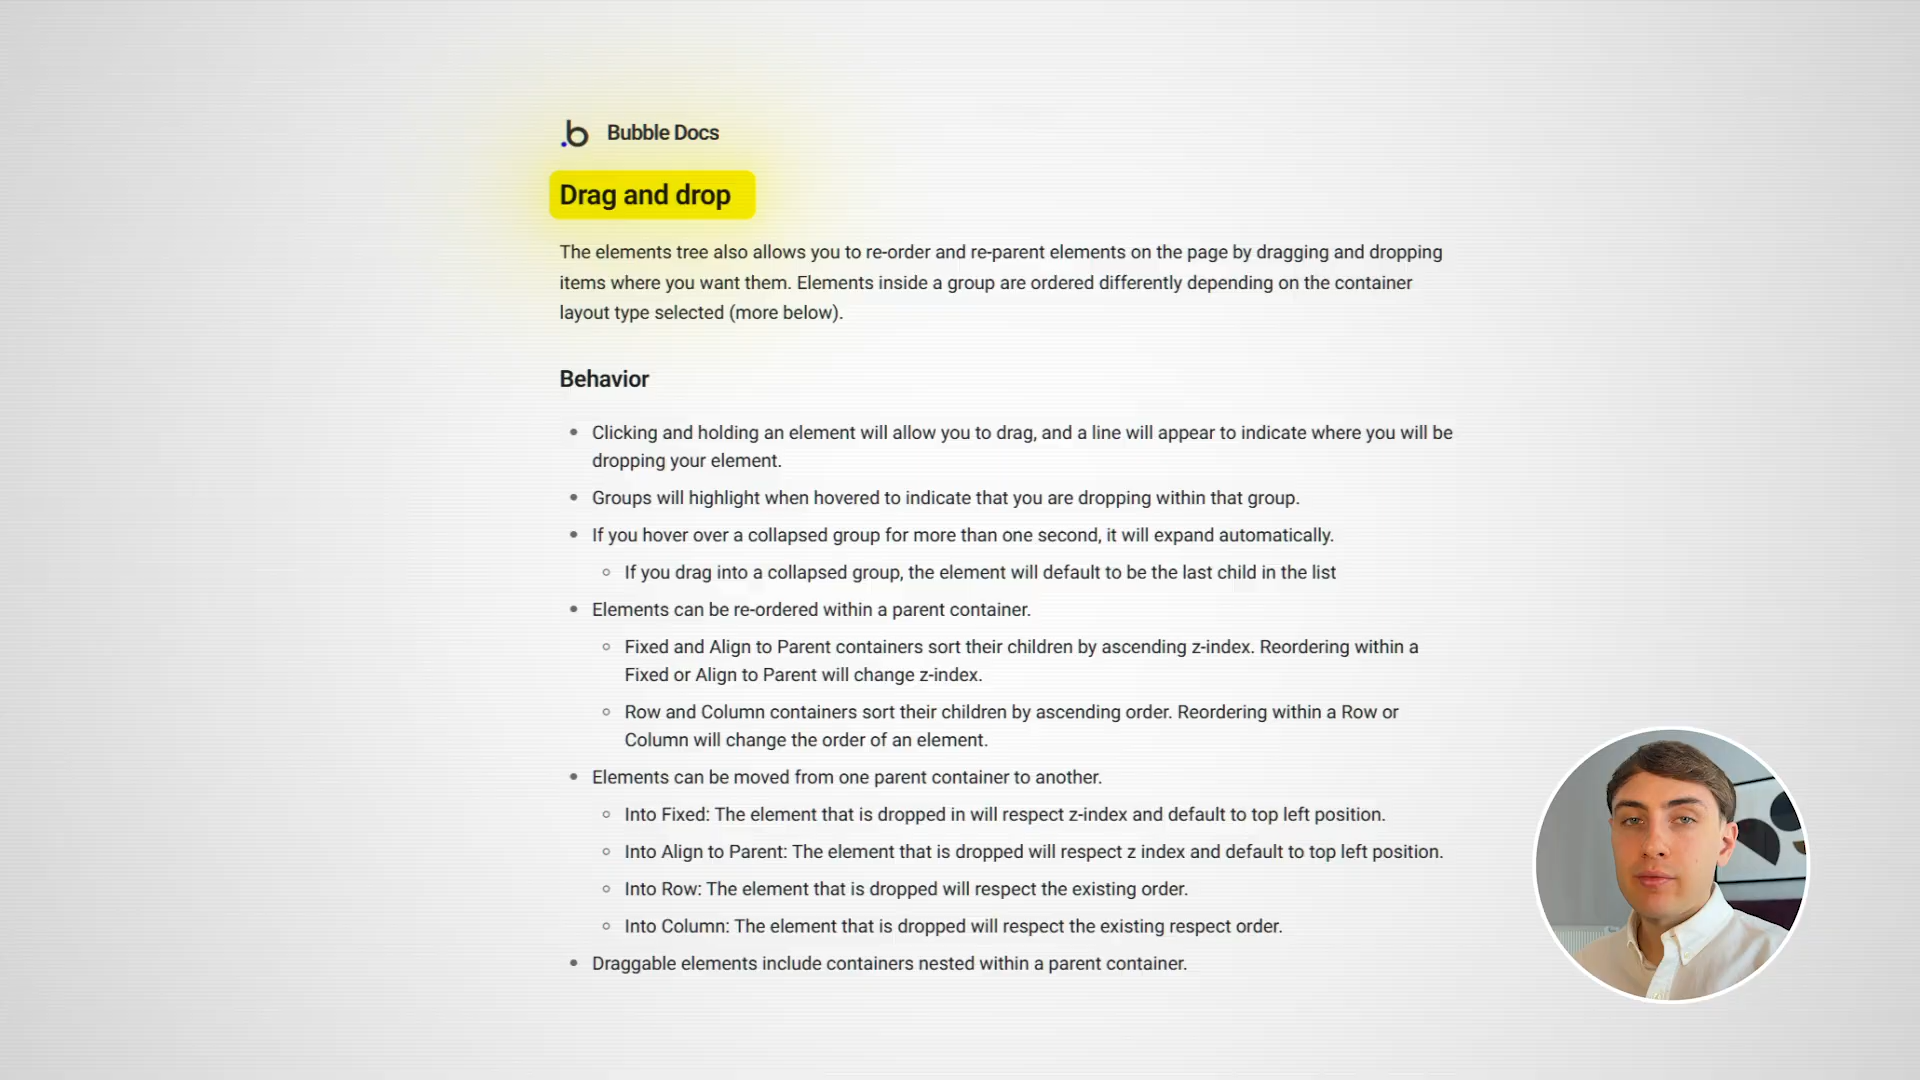 .b Bubble Docs
Drag and drop
The elements tree also allows you to re-order and re-parent elements on the page by dragging and dropping
items where you want them. Elements inside a group are ordered differently depending on the container
layout type selected (more below).
Behavior
• Clicking and holding an element will allow you to drag, and a line will appear to indicate where you will be
dropping your element.
• Groups will highlight when hovered to indicate that you are dropping within that group.
• If you hover over a collapsed group for more than one second, it will expand automatically.
◦ If you drag into a collapsed group, the element will default to be the last child in the list
• Elements can be re-ordered within a parent container.
◦ Fixed and Align to Parent containers sort their children by ascending z-index. Reordering within a
Fixed or Align to Parent will change z-index.
◦ Row and Column containers sort their children by ascending order. Reordering within a Row or
Column will change the order of an element.
• Elements can be moved from one parent container to another.
◦ Into Fixed: The element that is dropped in will respect z-index and default to top left position.
◦ Into Align to Parent: The element that is dropped will respect z index and default to top left position.
◦ Into Row: The element that is dropped will respect the existing order.
◦ Into Column: The element that is dropped will respect the existing respect order.
• Draggable elements include containers nested within a parent container.